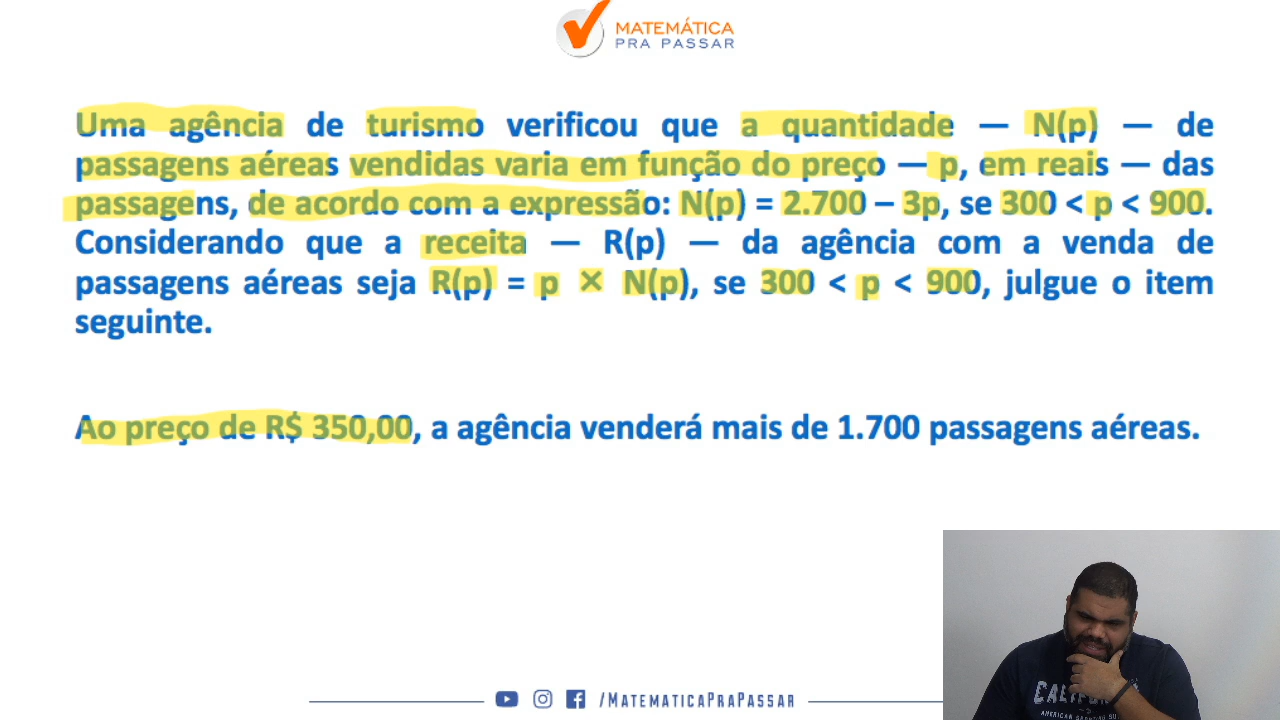 MATEMÁTICA
PRA PASSAR
Uma agência de turismo verificou que a quantidade — N(p) — de
passagens aéreas vendidas varia em função do preço — p, em reais — das
passagens, de acordo com a expressão: N(p) = 2.700 – 3p, se 300 < p < 900.
Considerando que a receita — R(p) — da agência com a venda de
passagens aéreas seja R(p) = p × N(p), se 300 < p < 900, julgue o item
seguinte.
Ao preço de R$ 350,00, a agência venderá mais de 1.700 passagens aéreas.
/MATEMATICAPRAPASSAR